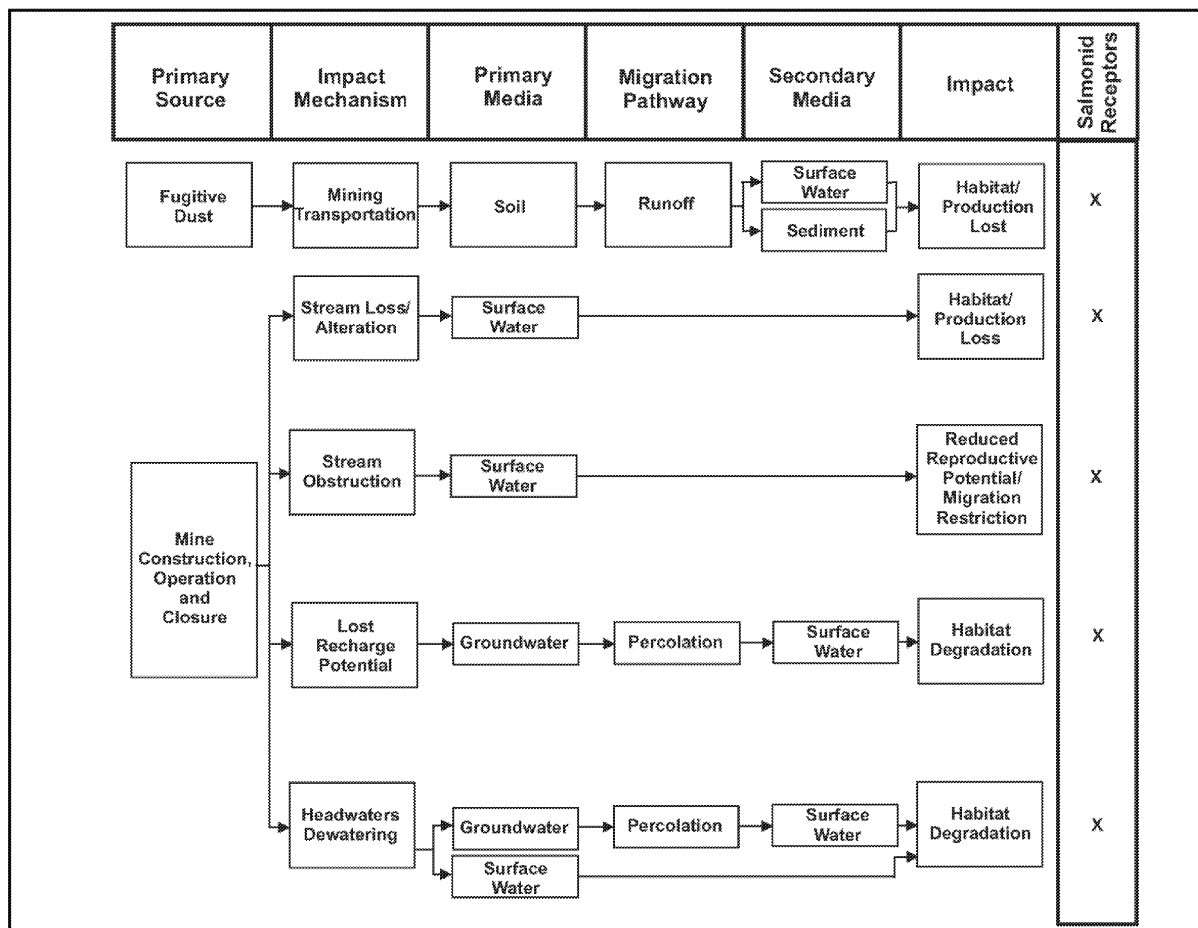 Primary
Source
Impact
Mechanism
Primary
Media
Migration
Pathway
Secondary
Media
Impact
Salmonid
Receptors
Fugitive
Dust
Mining
Transportation
Soil
Runoff
Surface
Water
Sediment
Habitat/
Production
Lost
X
Mine
Construction,
Operation
and
Closure
Stream Loss/
Alteration
Surface
Water
Habitat/
Production
Loss
X
Stream
Obstruction
Surface
Water
Reduced
Reproductive
Potential/
Migration
Restriction
X
Lost
Recharge
Potential
Groundwater
Percolation
Surface
Water
Habitat
Degradation
X
Headwaters
Dewatering
Groundwater
Percolation
Surface
Water
Surface
Water
Habitat
Degradation
X